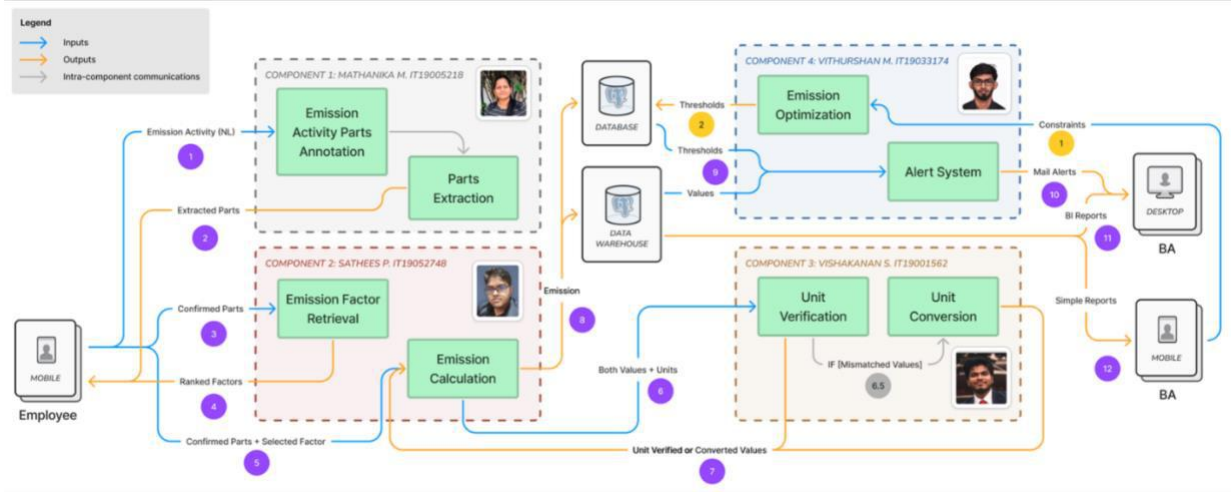 Legend
Inputs
Outputs
Intra-component communications
COMPONENT 1: MATHANIKA M. IT19005218
Emission
Activity Parts
Annotation
Parts
Extraction
Emission Activity (NL)
1
Extracted Parts
2
COMPONENT 2: SATHEES P. IT19052748
Emission Factor
Retrieval
Emission
Calculation
Confirmed Parts
3
Ranked Factors
4
Confirmed Parts + Selected Factor
5
MOBILE
Employee
DATABASE
DATA
WAREHOUSE
Emission
8
Both Values + Units
6
Thresholds
2
Thresholds
9
Values
COMPONENT 4: VITHURSHAN M. IT19033174
Emission
Optimization
Alert System
Constraints
1
Mail Alerts
10
BI Reports
11
DESKTOP
BA
COMPONENT 3: VISHAKANAN S. IT19001562
Unit
Verification
Unit
Conversion
IF [Mismatched Values]
6.5
Unit Verified or Converted Values
7
Simple Reports
12
MOBILE
BA